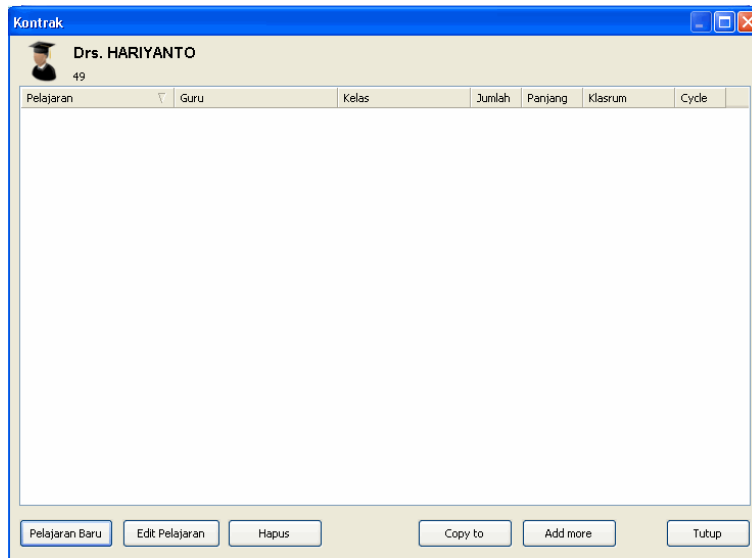 Kontrak
Drs. HARIYANTO
49
Pelajaran Guru Kelas Jumlah Panjang Klasrum Cycle
Pelajaran Baru Edit Pelajaran Hapus Copy to Add more Tutup